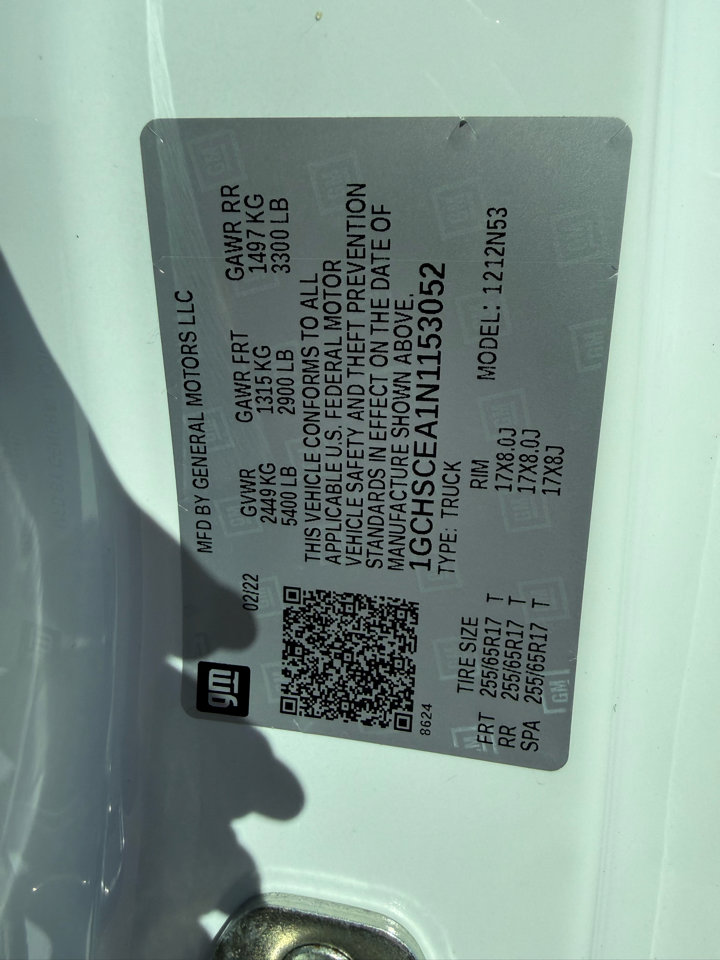 gm
02/22
MFD BY GENERAL MOTORS LLC
GVWR GAWR FRT GAWR RR
2449 KG 1315 KG 1497 KG
5400 LB 2900 LB 3300 LB
THIS VEHICLE CONFORMS TO ALL
APPLICABLE U.S. FEDERAL MOTOR
VEHICLE SAFETY AND THEFT PREVENTION
STANDARDS IN EFFECT ON THE DATE OF
MANUFACTURE SHOWN ABOVE.
1GCHSCEA1N1153052
8624
TYPE: TRUCK MODEL: 1212N53
TIRE SIZE RIM
FRT 255/65R17 T 17X8.0J
RR 255/65R17 T 17X8.0J
SPA 255/65R17 T 17X8J